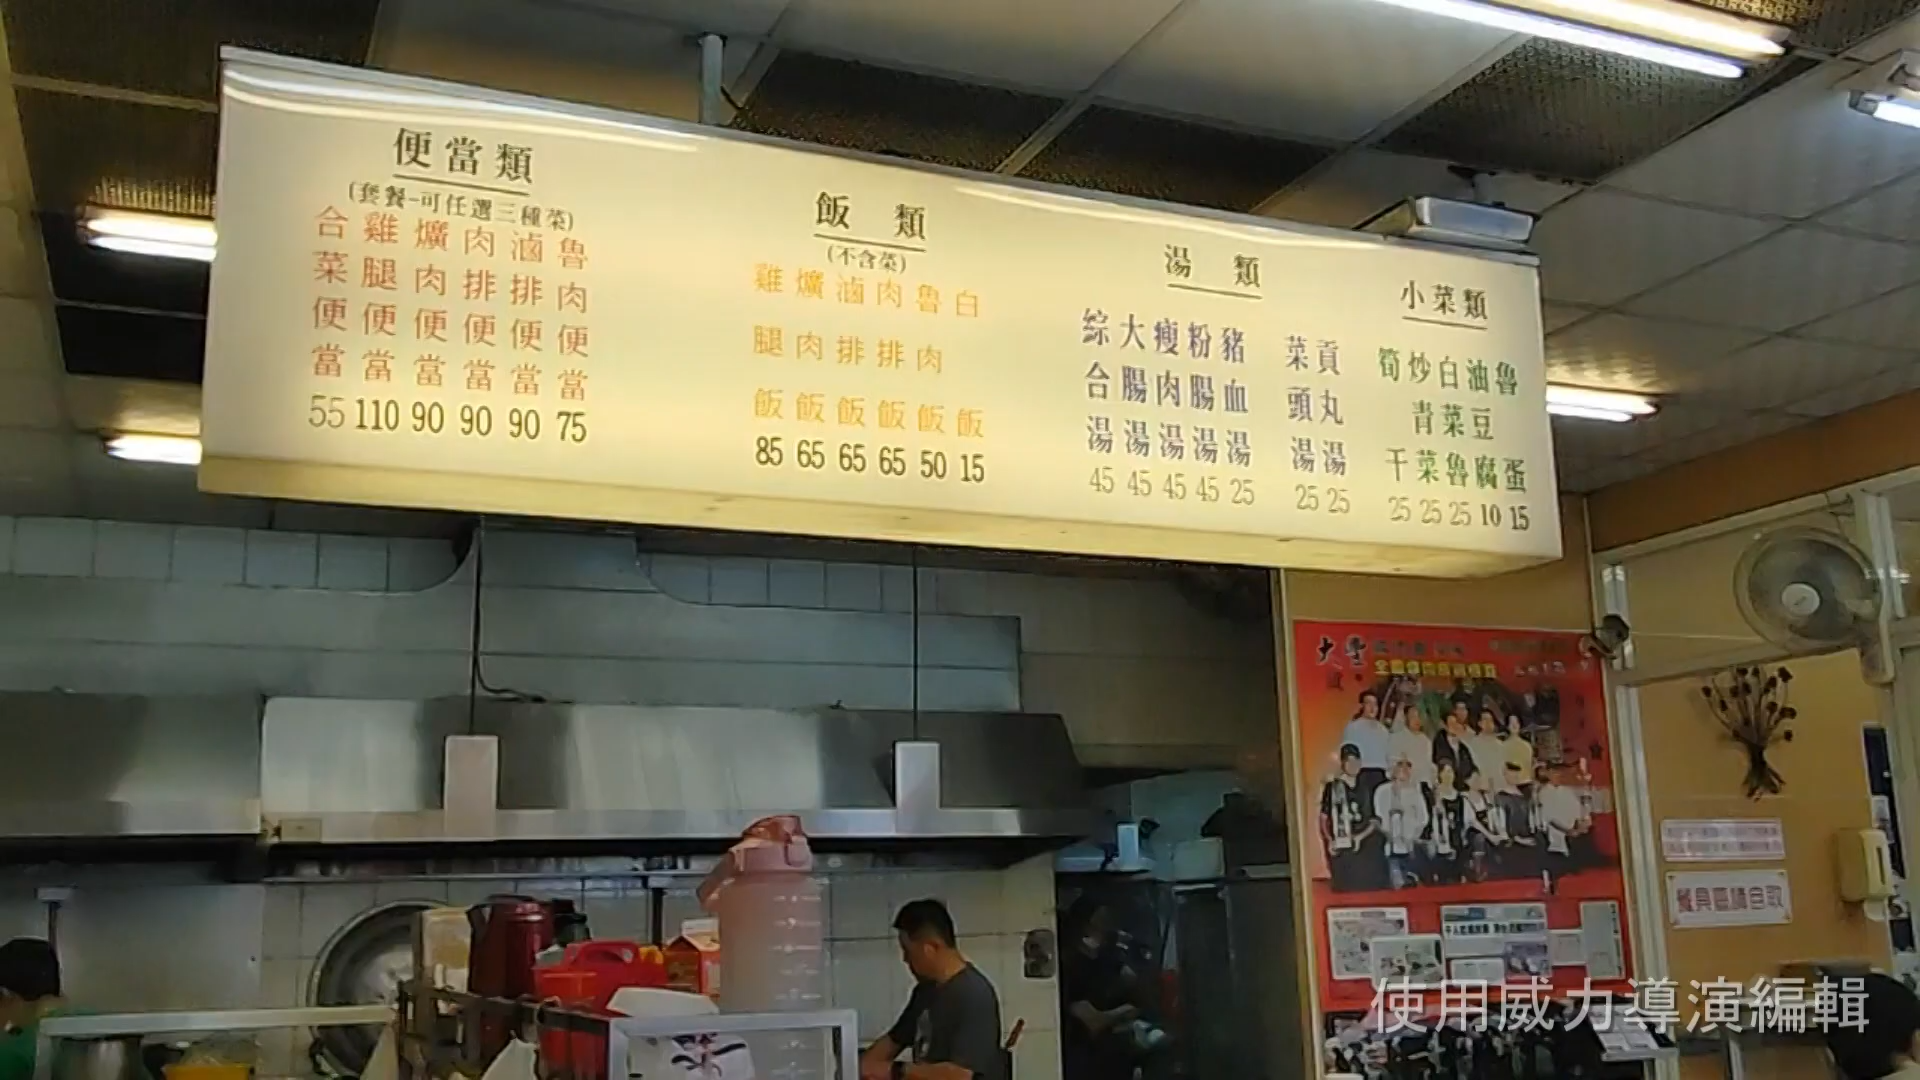 便當類
(套餐-可任選三種菜)
合菜便當 55
雞腿便當 110
爌肉便當 90
肉排便當 90
滷排便當 90
魯肉便當 75
飯類
(不含菜)
雞腿飯 85
爌肉飯 65
滷排飯 65
肉排飯 65
魯肉飯 50
白飯 15
湯類
綜合湯 45
大腸湯 45
瘦肉湯 45
粉腸湯 45
豬血湯 25
菜頭湯 25
貢丸湯 25
小菜類
筍干 25
炒青菜 25
白菜魯 25
油豆腐 10
魯蛋 15
餐具區請自取
使用威力導演編輯